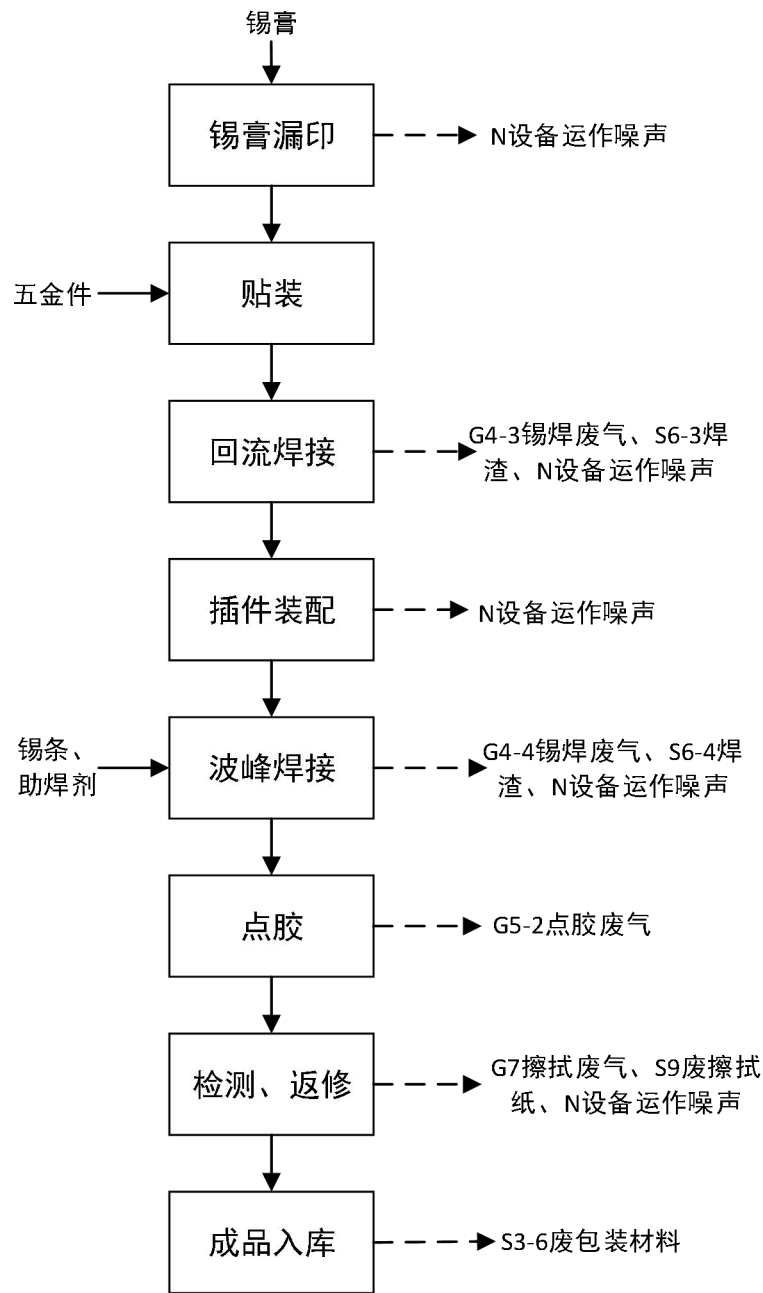 锡膏
锡膏漏印
N设备运作噪声
五金件
贴装
回流焊接
G4-3锡焊废气、S6-3焊
渣、N设备运作噪声
插件装配
N设备运作噪声
锡条、
助焊剂
波峰焊接
G4-4锡焊废气、S6-4焊
渣、N设备运作噪声
点胶
G5-2点胶废气
检测、返修
G7擦拭废气、S9废擦拭
纸、N设备运作噪声
成品入库
S3-6废包装材料